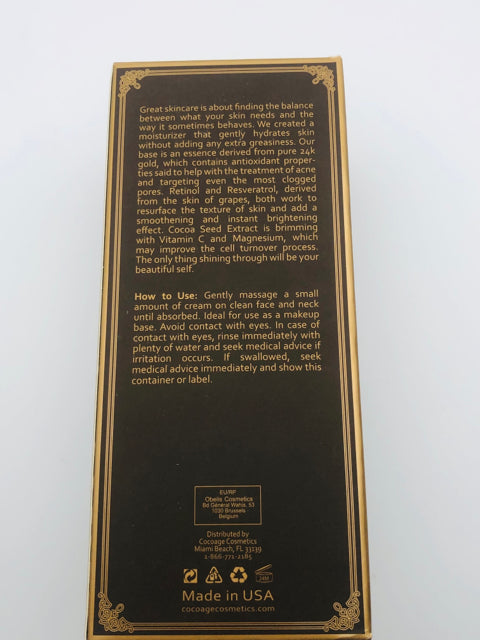 Great skincare is about finding the balance
between what your skin needs and the
way it sometimes behaves. We created a
moisturizer that gently hydrates skin
without adding any extra greasiness. Our
base is an essence derived from pure 24k
gold, which contains antioxidant proper-
ties said to help with the treatment of acne
and targeting even the most clogged
pores. Retinol and Resveratrol, derived
from the skin of grapes, both work to
resurface the texture of skin and add a
smoothening and instant brightening
effect. Cocoa Seed Extract is brimming
with Vitamin C and Magnesium, which
may improve the cell turnover process.
The only thing shining through will be your
beautiful self.
How to Use: Gently massage a small
amount of cream on clean face and neck
until absorbed. Ideal for use as a makeup
base. Avoid contact with eyes. In case of
contact with eyes, rinse immediately with
plenty of water and seek medical advice if
irritation occurs. If swallowed, seek
medical advice immediately and show this
container or label.
EU/RP
Obelis Cosmetics
Bd Général Wahis, 53
1030 Brussels
Belgium
Distributed by
Cocoage Cosmetics
Miami Beach, FL 33139
1-866-771-2185
24M
Made in USA
cocoagecosmetics.com